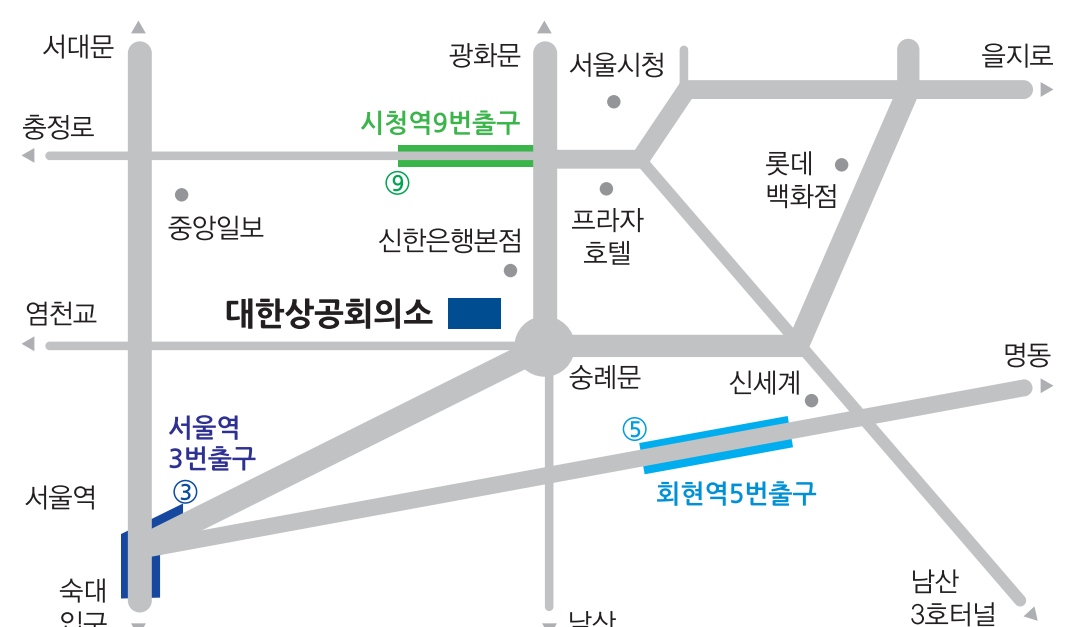 서대문
광화문
서울시청
을지로
충정로
시청역9번출구
⑨
롯데
백화점
중앙일보
신한은행본점
프라자
호텔
염천교
대한상공회의소
숭례문
신세계
명동
서울역
3번출구
③
⑤
회현역5번출구
서울역
숙대
입구
남산
남산
3호터널